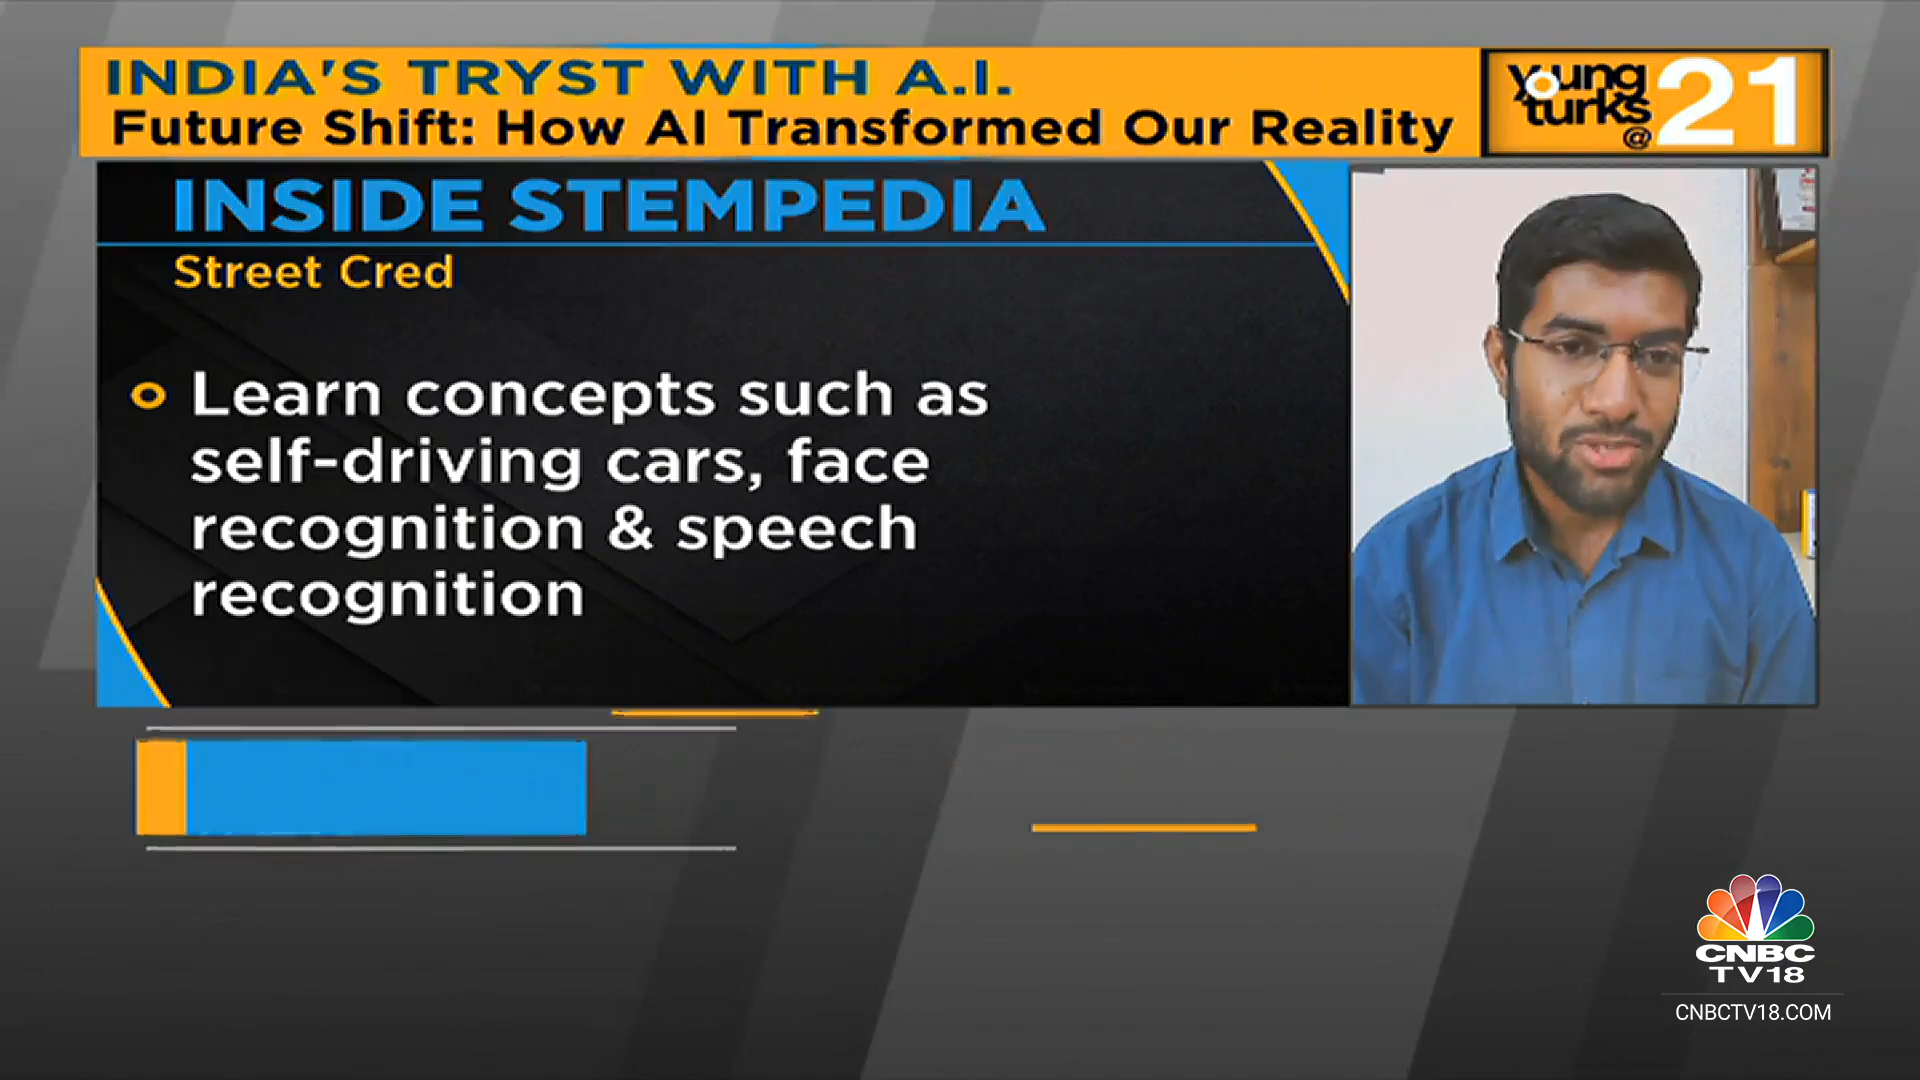 INDIA'S TRYST WITH A.I.
Future Shift: How AI Transformed Our Reality
young
turks
@
21
INSIDE STEMPEDIA
Street Cred
Learn concepts such as
self-driving cars, face
recognition & speech
recognition
CNBC
TV18
CNBCTV18.COM